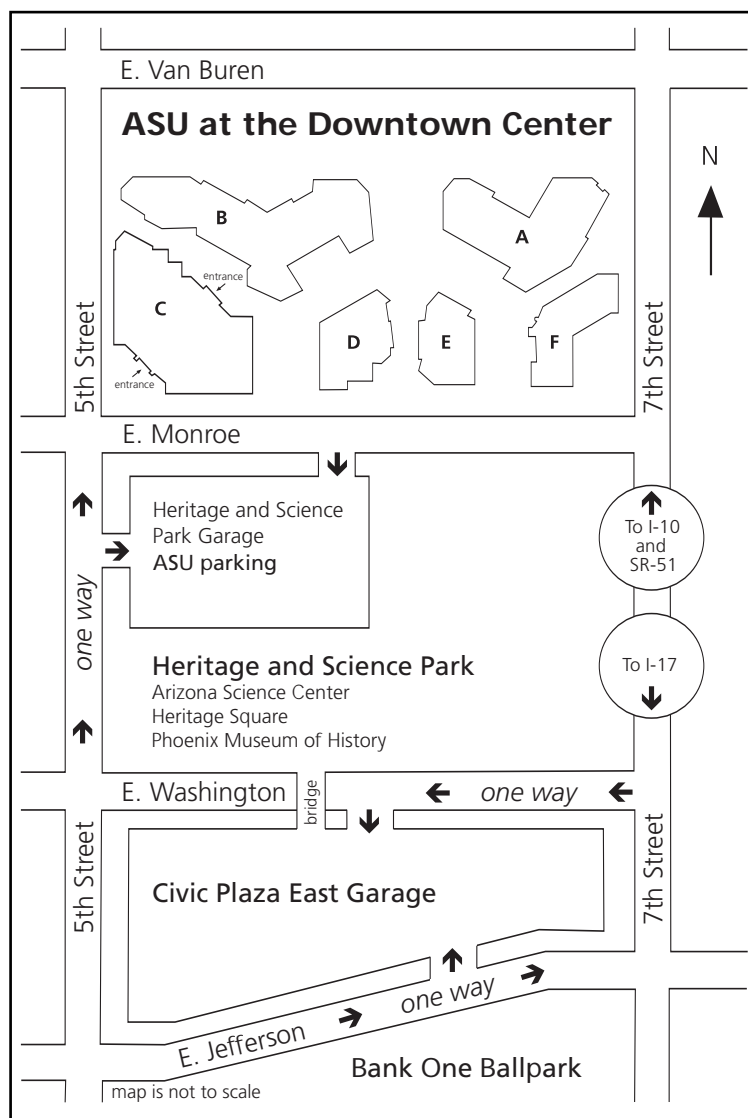 E. Van Buren
ASU at the Downtown Center
N
B
A
entrance
C
D
E
F
entrance
5th Street
7th Street
E. Monroe
Heritage and Science
Park Garage
ASU parking
To I-10
and
SR-51
one way
Heritage and Science Park
Arizona Science Center
Heritage Square
Phoenix Museum of History
To I-17
E. Washington
bridge
one way
5th Street
7th Street
Civic Plaza East Garage
one way
E. Jefferson
Bank One Ballpark
map is not to scale